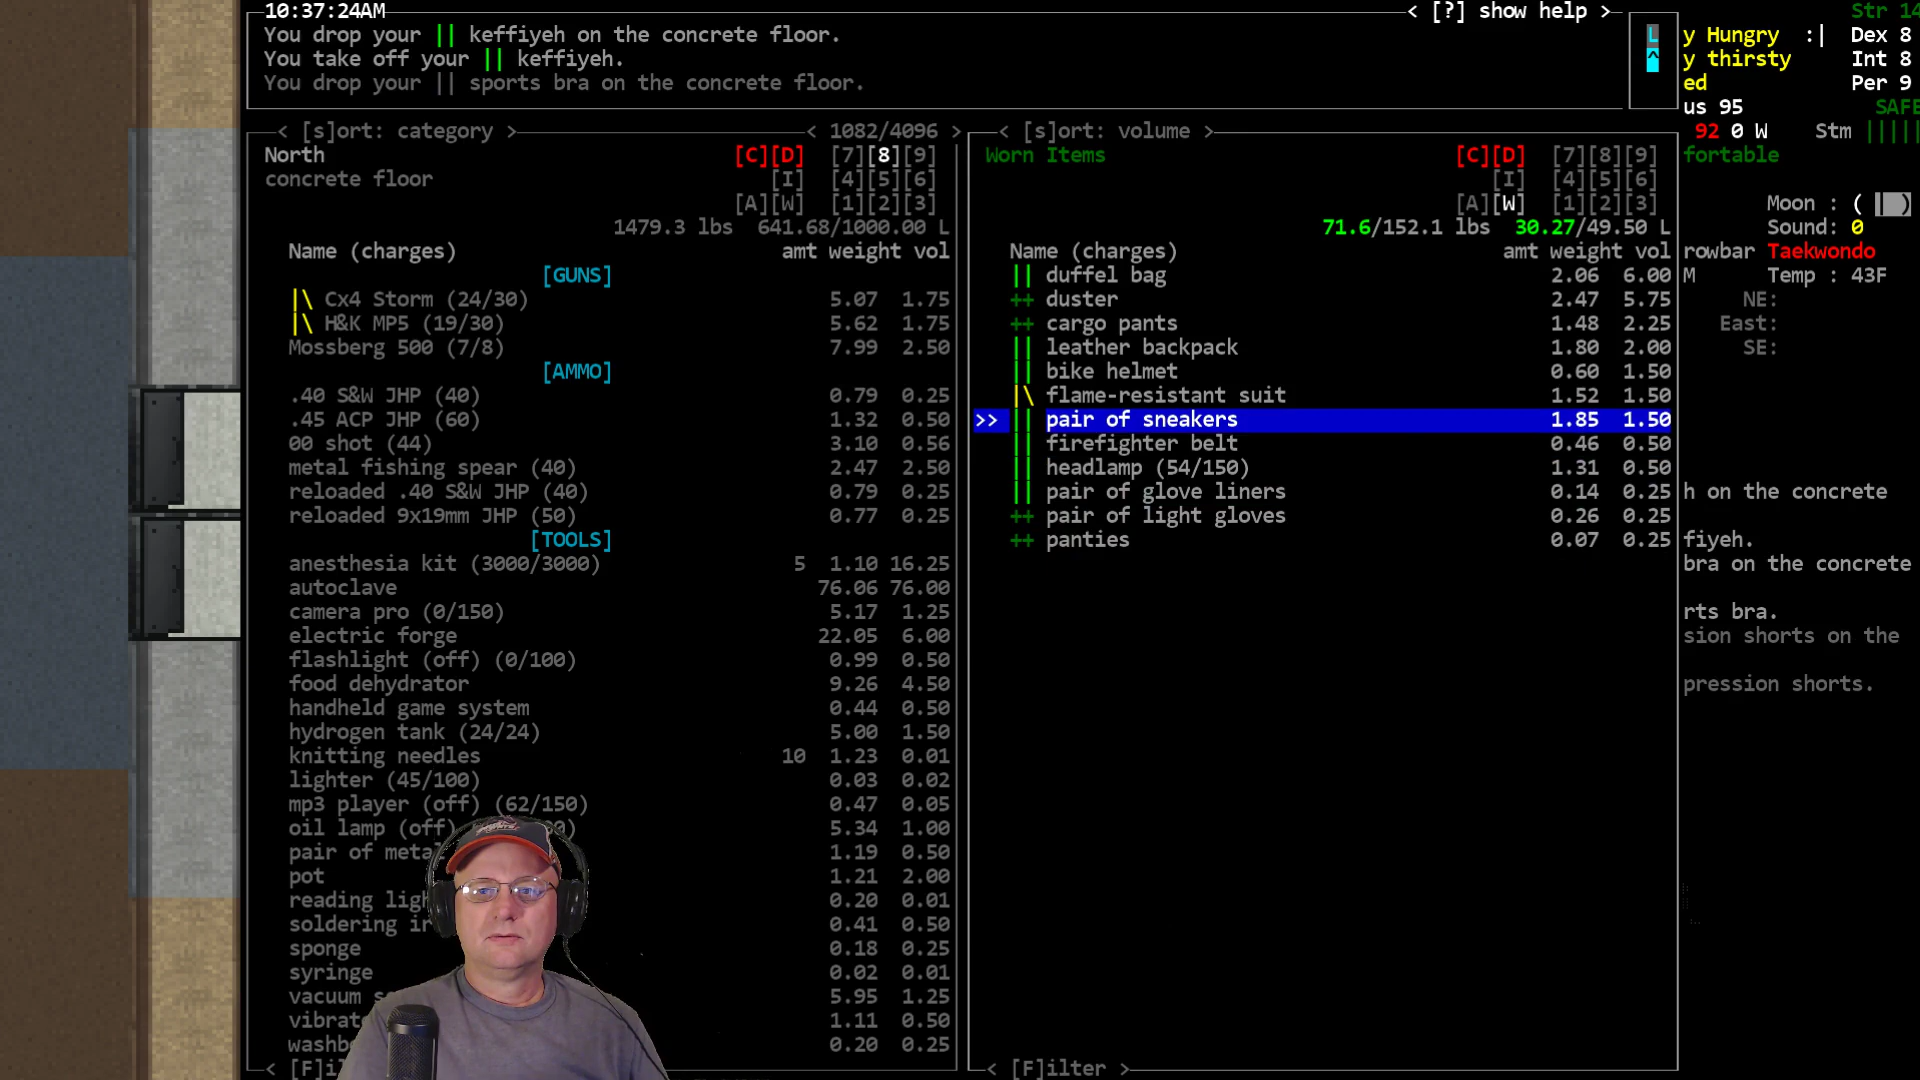 10:37:24AM
< [?] show help >
You drop your || keffiyeh on the concrete floor.
You take off your || keffiyeh.
You drop your || sports bra on the concrete floor.
< [s]ort: category >
< 1082/4096 >
North
[C][D] [7][8][9]
concrete floor
[I] [4][5][6]
[A][W] [1][2][3]
1479.3 lbs 641.68/1000.00 L
Name (charges) amt weight vol
[GUNS]
|\ Cx4 Storm (24/30) 5.07 1.75
|\ H&K MP5 (19/30) 5.62 1.75
Mossberg 500 (7/8) 7.99 2.50
[AMMO]
.40 S&W JHP (40) 0.79 0.25
.45 ACP JHP (60) 1.32 0.50
00 shot (44) 3.10 0.56
metal fishing spear (40) 2.47 2.50
reloaded .40 S&W JHP (40) 0.79 0.25
reloaded 9x19mm JHP (50) 0.77 0.25
[TOOLS]
anesthesia kit (3000/3000) 5 1.10 16.25
autoclave 76.06 76.00
camera pro (0/150) 5.17 1.25
electric forge 22.05 6.00
flashlight (off) (0/100) 0.99 0.50
food dehydrator 9.26 4.50
handheld game system 0.44 0.50
hydrogen tank (24/24) 5.00 1.50
knitting needles 10 1.23 0.01
lighter (45/100) 0.03 0.02
mp3 player (off) (62/150) 0.47 0.05
oil lamp (off) 5.34 1.00
pair of 1.19 0.50
pot 1.21 2.00
reading 0.20 0.01
soldering 0.41 0.50
sponge 0.18 0.25
syringe 0.02 0.01
vacuum 5.95 1.25
1.11 0.50
0.20 0.25
< [F]
< [s]ort: volume >
Worn Items
[C][D] [7][8][9]
[I] [4][5][6]
[A][W] [1][2][3]
71.6/152.1 lbs 30.27/49.50 L
Name (charges) amt weight vol
|| duffel bag 2.06 6.00
++ duster 2.47 5.75
++ cargo pants 1.48 2.25
|| leather backpack 1.80 2.00
|| bike helmet 0.60 1.50
|\ flame-resistant suit 1.52 1.50
>> || pair of sneakers 1.85 1.50
|| firefighter belt 0.46 0.50
|| headlamp (54/150) 1.31 0.50
|| pair of glove liners 0.14 0.25
++ pair of light gloves 0.26 0.25
++ panties 0.07 0.25
< [F]ilter >
L
^
Str 14
y Hungry :| Dex 8
y thirsty Int 8
ed Per 9
us 95 SAFE
92 0 W Stm |||||
fortable
Moon : ( )
Sound: 0
rowbar Taekwondo
M Temp : 43F
NE:
East:
SE:
h on the concrete
fiyeh.
bra on the concrete
rts bra.
sion shorts on the
pression shorts.